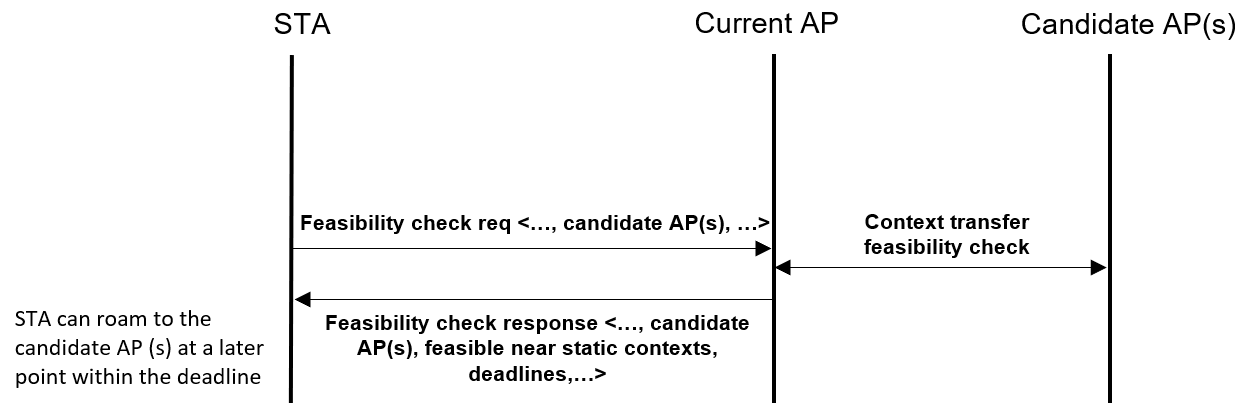 STA
Current AP
Candidate AP(s)
Feasibility check req <…, candidate AP(s), …>
Context transfer
feasibility check
Feasibility check response <…, candidate
AP(s), feasible near static contexts,
deadlines,…>
STA can roam to the
candidate AP (s) at a later
point within the deadline